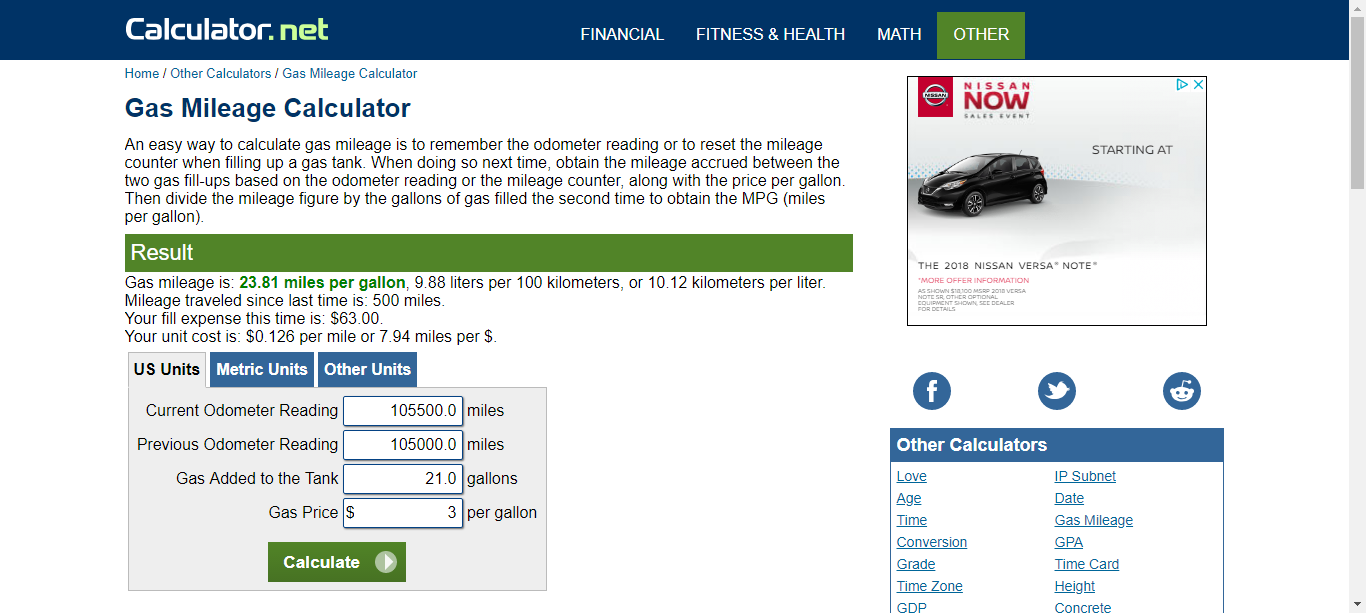 Calculator.net
FINANCIAL
FITNESS & HEALTH
MATH
OTHER
Home / Other Calculators / Gas Mileage Calculator
Gas Mileage Calculator
An easy way to calculate gas mileage is to remember the odometer reading or to reset the mileage
counter when filling up a gas tank. When doing so next time, obtain the mileage accrued between the
two gas fill-ups based on the odometer reading or the mileage counter, along with the price per gallon.
Then divide the mileage figure by the gallons of gas filled the second time to obtain the MPG (miles
per gallon).
Result
Gas mileage is: 23.81 miles per gallon, 9.88 liters per 100 kilometers, or 10.12 kilometers per liter.
Mileage traveled since last time is: 500 miles.
Your fill expense this time is: $63.00.
Your unit cost is: $0.126 per mile or 7.94 miles per $.
US Units
Metric Units
Other Units
Current Odometer Reading 105500.0 miles
Previous Odometer Reading 105000.0 miles
Gas Added to the Tank 21.0 gallons
Gas Price $ 3 per gallon
Calculate
NISSAN
NISSAN
NOW
SALES EVENT
STARTING AT
THE 2018 NISSAN VERSA® NOTE®
*MORE OFFER INFORMATION
AS SHOWN $18,100 MSRP 2018 VERSA
NOTE SR, OTHER OPTIONAL
EQUIPMENT SHOWN, SEE DEALER
FOR DETAILS
Other Calculators
Love
IP Subnet
Age
Date
Time
Gas Mileage
Conversion
GPA
Grade
Time Card
Time Zone
Height
GDP
Concrete